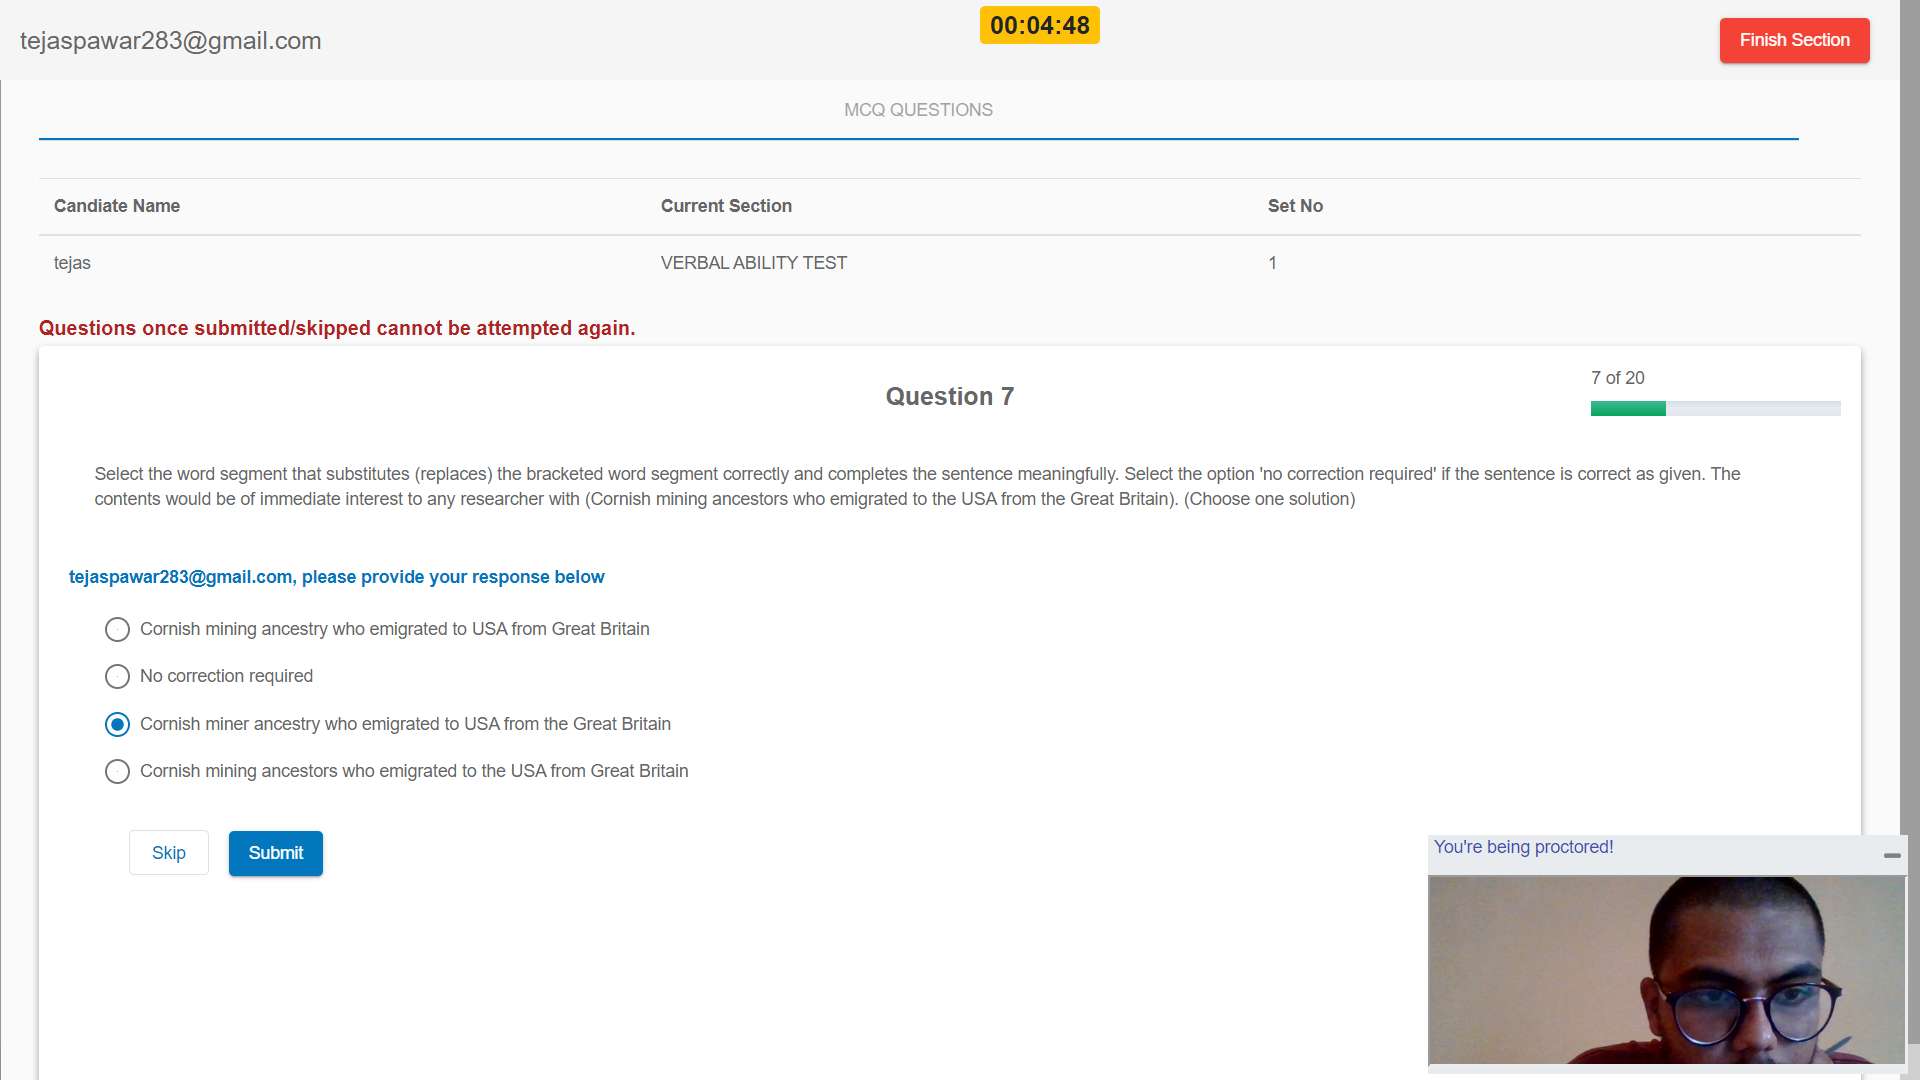 tejaspawar283@gmail.com
00:04:48
Finish Section
MCQ QUESTIONS
Candiate Name Current Section Set No
tejas VERBAL ABILITY TEST 1
Questions once submitted/skipped cannot be attempted again.
7 of 20
Question 7
Select the word segment that substitutes (replaces) the bracketed word segment correctly and completes the sentence meaningfully. Select the option 'no correction required' if the sentence is correct as given. The
contents would be of immediate interest to any researcher with (Cornish mining ancestors who emigrated to the USA from the Great Britain). (Choose one solution)
tejaspawar283@gmail.com, please provide your response below
Cornish mining ancestry who emigrated to USA from Great Britain
No correction required
Cornish miner ancestry who emigrated to USA from the Great Britain
Cornish mining ancestors who emigrated to the USA from Great Britain
Skip Submit
You're being proctored!